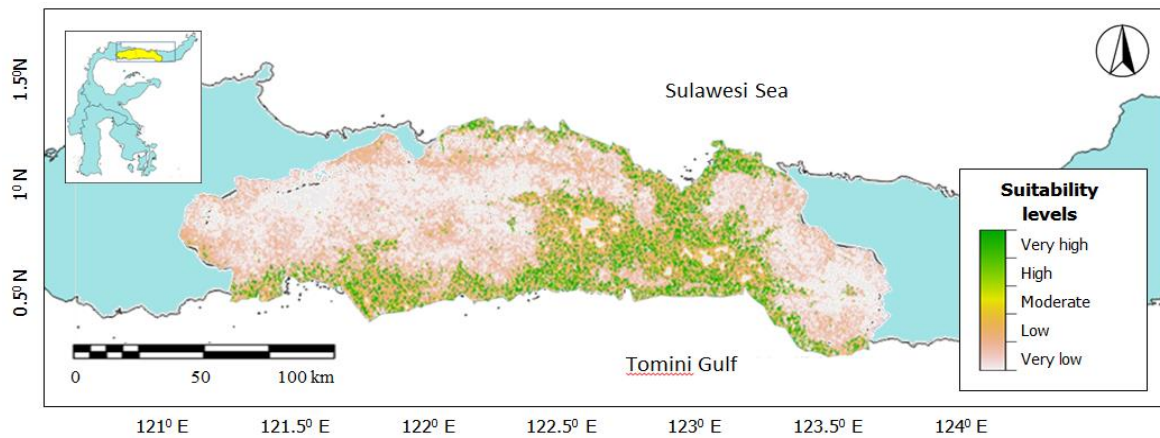 Sulawesi Sea
1.5⁰N
1⁰ N
0.5⁰N
Suitability
levels
Very high
High
Moderate
Low
Very low
0 50 100 km
Tomini Gulf
121⁰ E 121.5⁰ E 122⁰ E 122.5⁰ E 123⁰ E 123.5⁰ E 124⁰ E